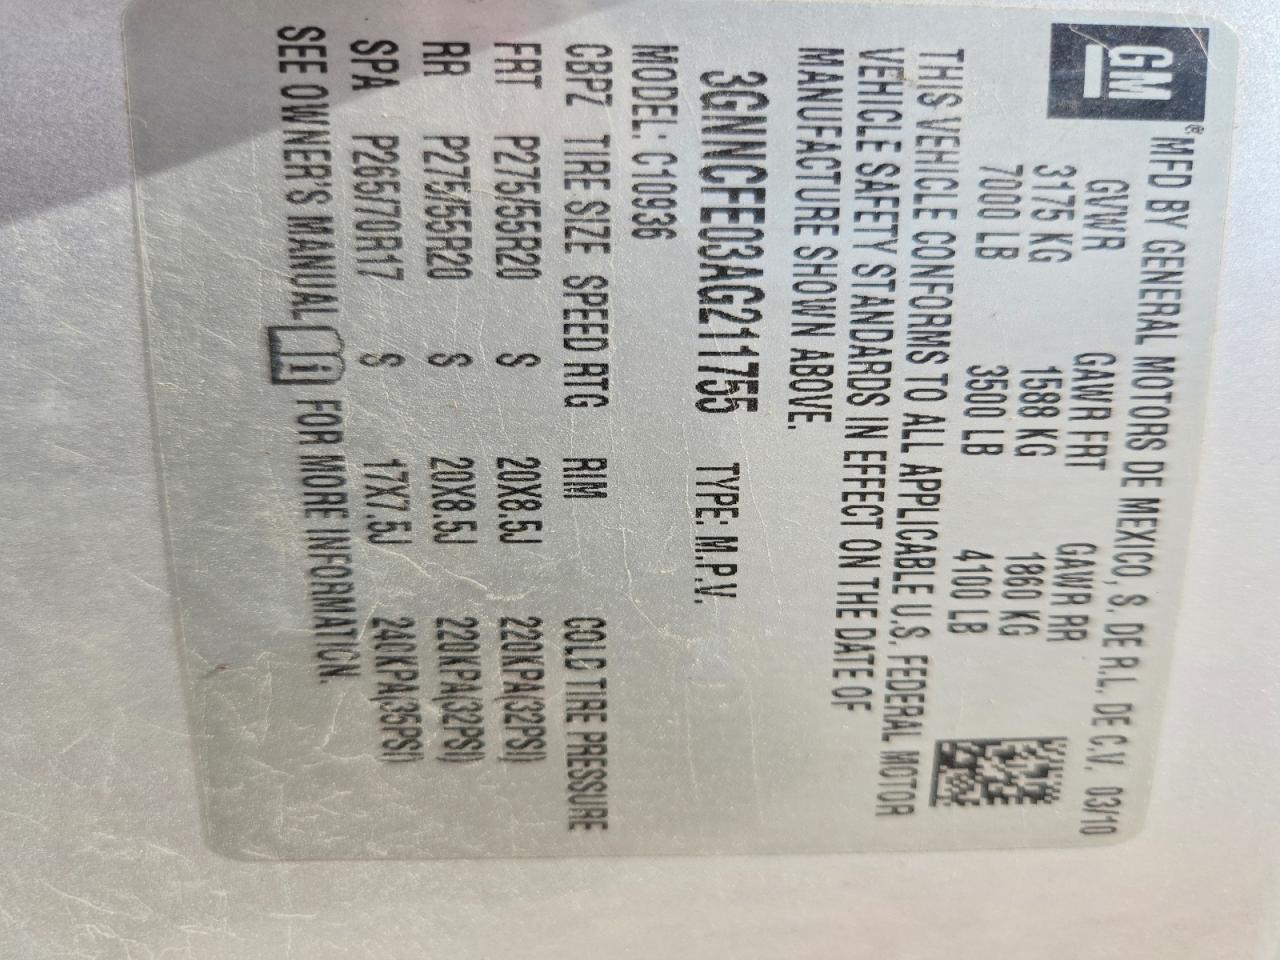 GM® MFD BY GENERAL MOTORS DE MEXICO, S. DE R.L. DE C.V. 03/10
GVWR GAWR FRT GAWR RR
3175 KG 1588 KG 1860 KG
7000 LB 3500 LB 4100 LB
THIS VEHICLE CONFORMS TO ALL APPLICABLE U.S. FEDERAL MOTOR
VEHICLE SAFETY STANDARDS IN EFFECT ON THE DATE OF
MANUFACTURE SHOWN ABOVE.
3GNNCFE03AG211755 TYPE: M.P.V.
MODEL: C10936
CBPZ TIRE SIZE SPEED RTG RIM COLD TIRE PRESSURE
FRT P275/55R20 S 20X8.5J 220KPA(32PSI)
RR P275/55R20 S 20X8.5J 220KPA(32PSI)
SPA P265/70R17 S 17X7.5J 240KPA(35PSI)
SEE OWNER'S MANUAL i FOR MORE INFORMATION.